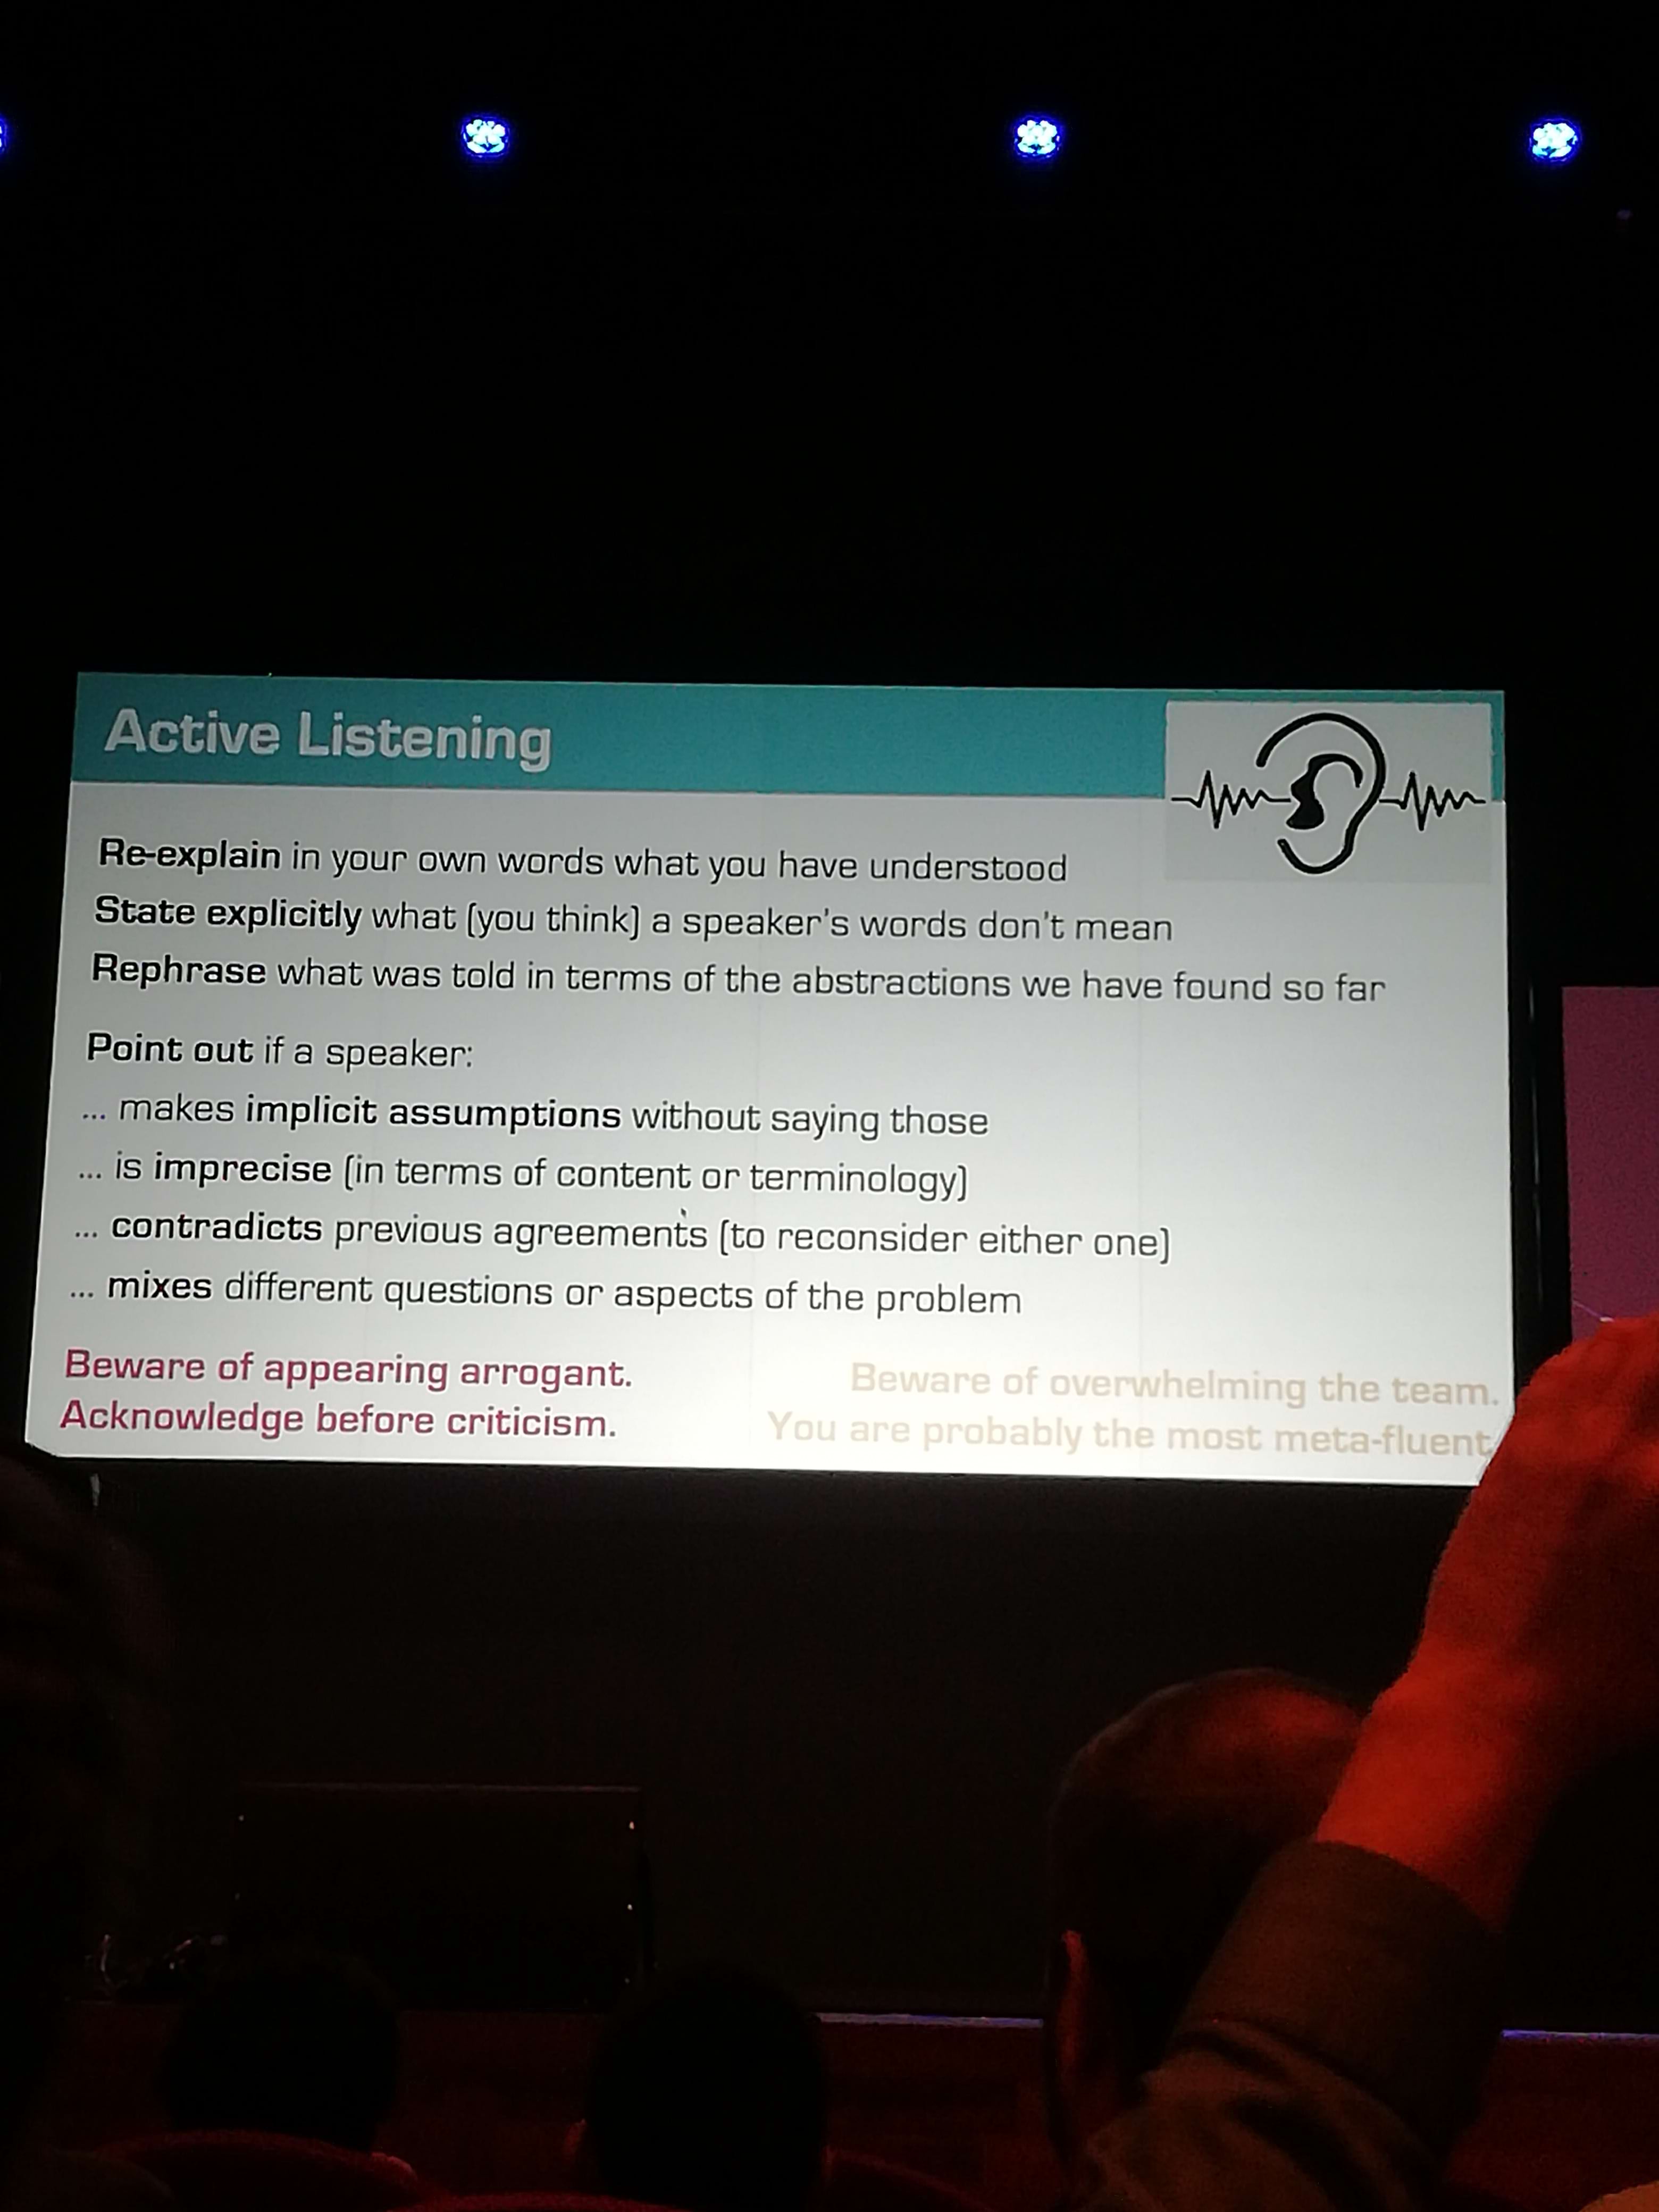 Active Listening
Re-explain in your own words what you have understood
State explicitly what (you think) a speaker's words don't mean
Rephrase what was told in terms of the abstractions we have found so far
Point out if a speaker:
... makes implicit assumptions without saying those
... is imprecise (in terms of content or terminology)
... contradicts previous agreements (to reconsider either one)
... mixes different questions or aspects of the problem
Beware of appearing arrogant.
Acknowledge before criticism.
Beware of overwhelming the team.
You are probably the most meta-fluent